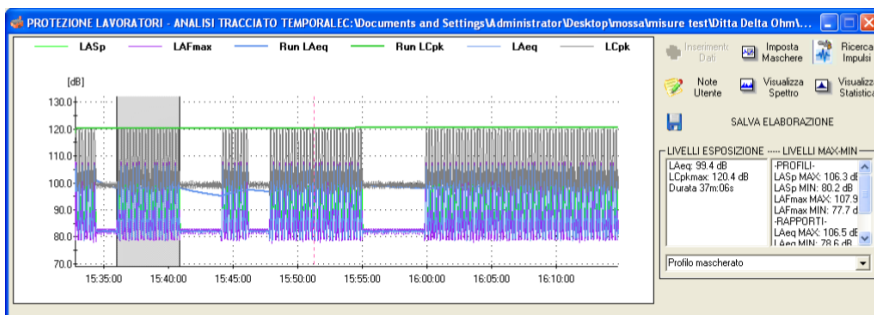 PROTEZIONE LAVORATORI - ANALISI TRACCIATO TEMPORALEC:\Documents and Settings\Administrator\Desktop\mossa\misure test\Ditta Delta Ohm\...
LASp LAFmax Run LAeq Run LCpk LAeq LCpk
[dB]
130.0
120.0
110.0
100.0
90.0
80.0
70.0
15:35:00 15:40:00 15:45:00 15:50:00 15:55:00 16:00:00 16:05:00 16:10:00
Inserimenti Dati
Imposta Maschere
Ricerca Impulsi
Note Utente
Visualizza Spettro
Visualizza Statistica
SALVA ELABORAZIONE
LIVELLI ESPOSIZIONE ----- LIVELLI MAX-MIN
LAeq: 99.4 dB
LCpkmax: 120.4 dB
Durata 37m:06s
-PROFILI-
LASp MAX: 106.3 dB
LASp MIN: 80.2 dB
LAFmax MAX: 107.9
LAFmax MIN: 77.7 d
-RAPPORTI-
LAeq MAX: 106.5 dB
LAeq MIN: 78.6 dB
Profilo mascherato